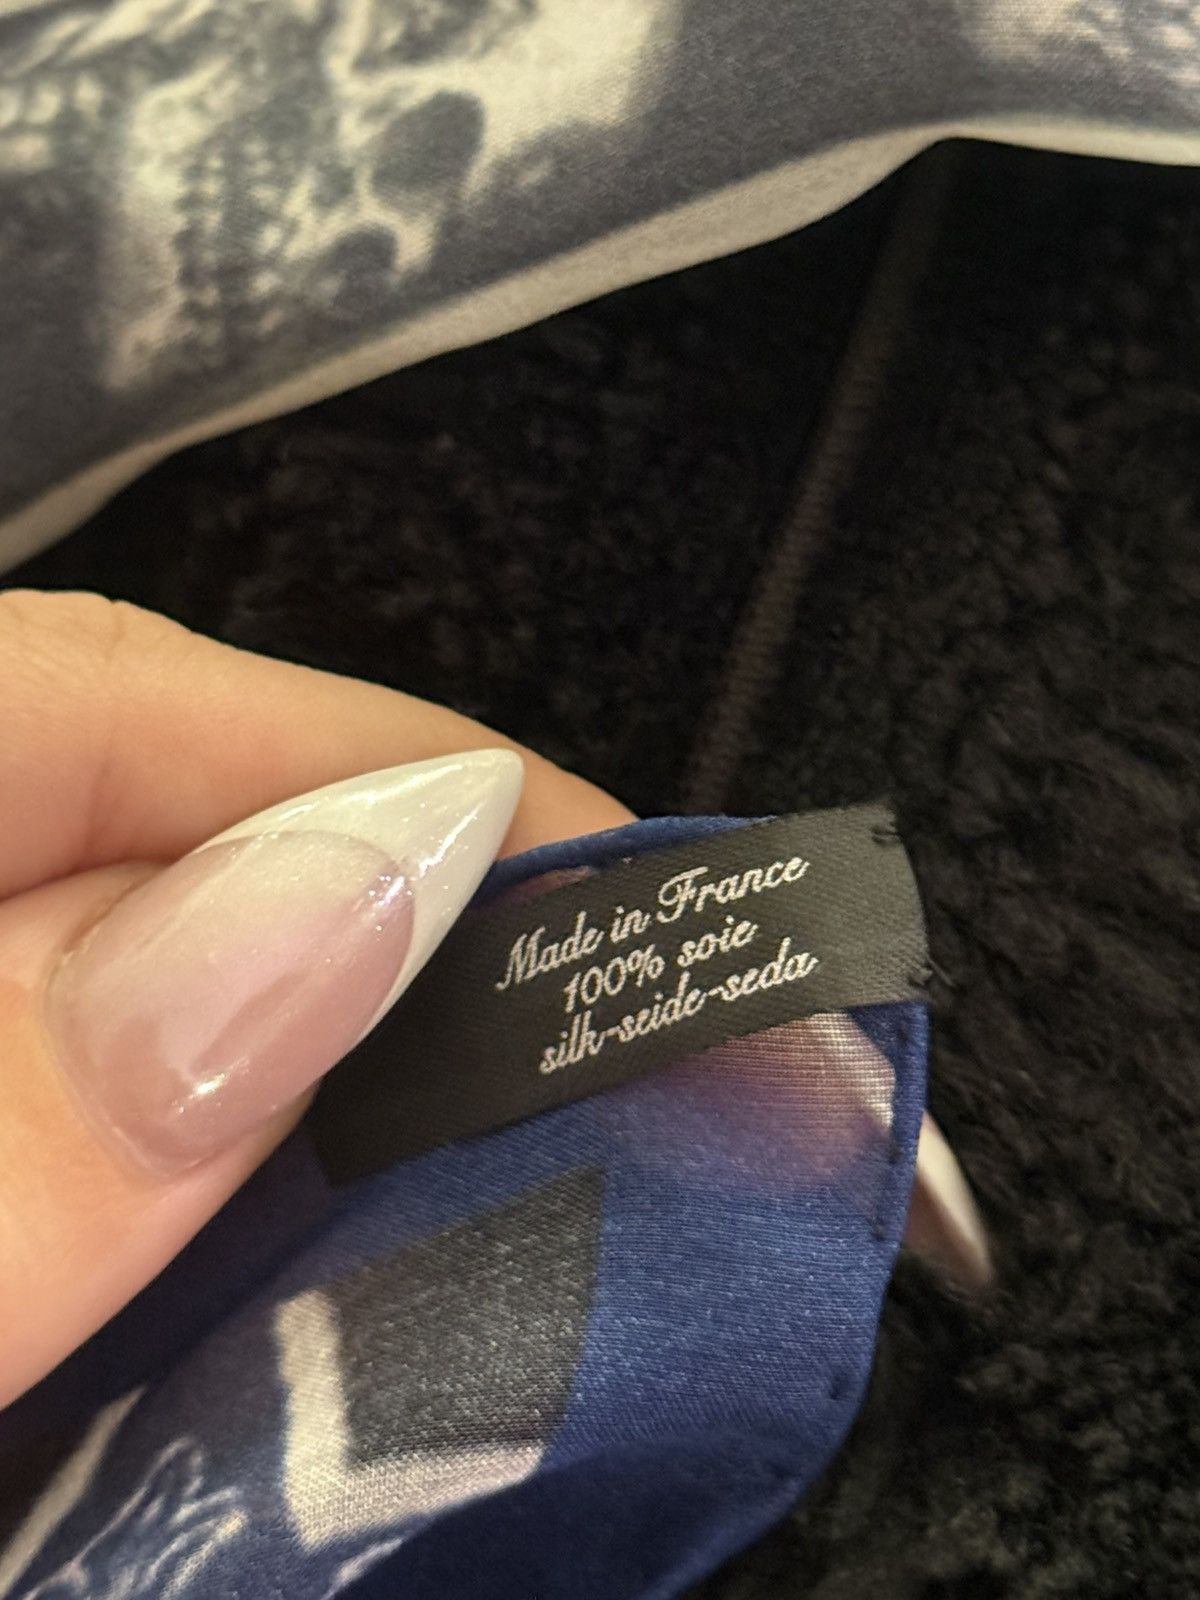 Made in France
100% soie
silk-seide-seda